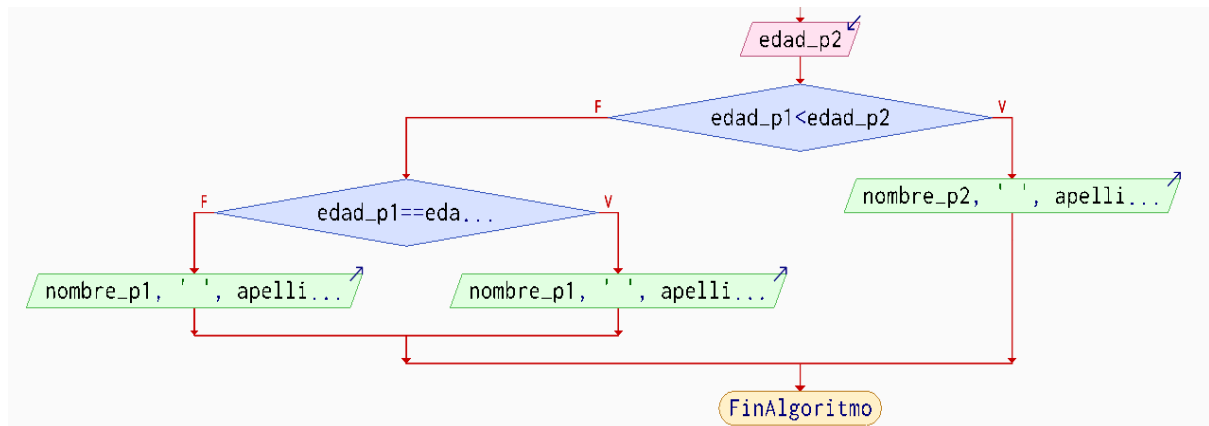 edad_p2
F
edad_p1<edad_p2
V
F
edad_p1==eda...
V
nombre_p2, ' ', apelli...
nombre_p1, ' ', apelli...
nombre_p1, ' ', apelli...
FinAlgoritmo